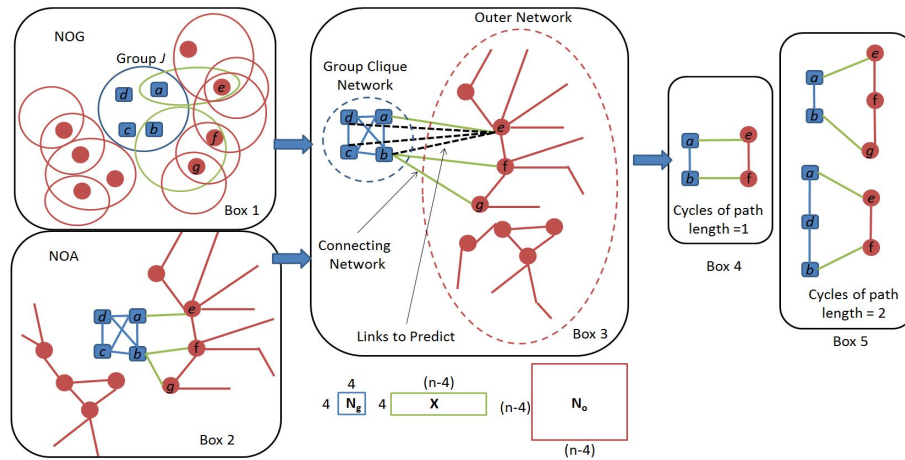 NOG
Group J
d
a
e
c
b
f
g
Box 1
NOA
d
a
e
c
b
f
g
Box 2
Outer Network
Group Clique
Network
d
a
e
c
b
f
g
Connecting
Network
Links to Predict
Box 3
a
e
b
f
Cycles of path
length =1
Box 4
a
e
b
f
g
a
e
d
b
f
Cycles of path
length = 2
Box 5
4
4
Ng
(n-4)
4
X
(n-4)
No
(n-4)